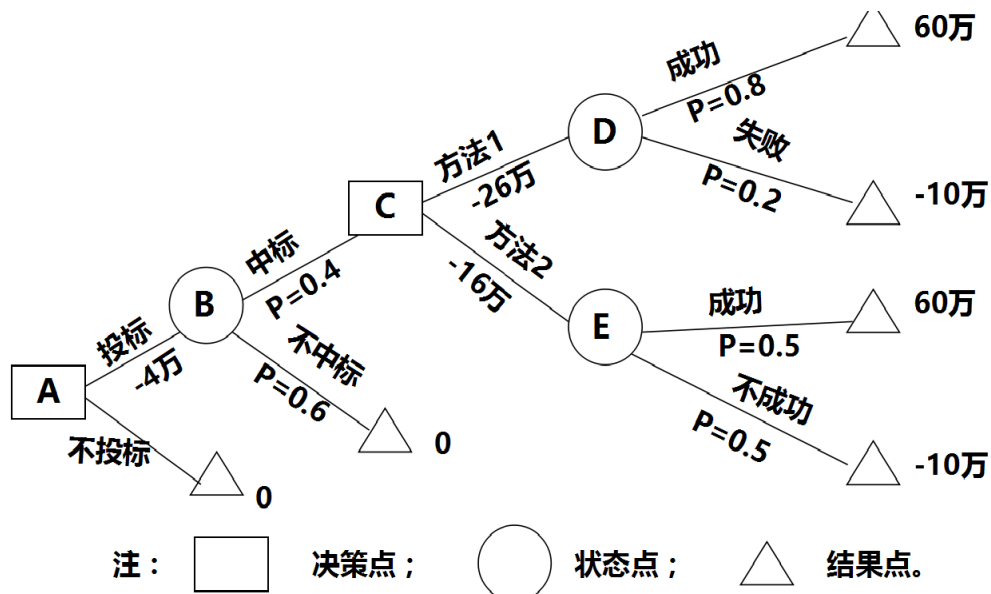 60万
成功
P=0.8
D
失败
方法1
P=0.2
-10万
-26万
C
中标
方法2
P=0.4
-16万
成功
60万
B
E
P=0.5
投标
不中标
-4万
P=0.6
不成功
A
P=0.5
不投标
0
-10万
0
注： 决策点； 状态点； 结果点。